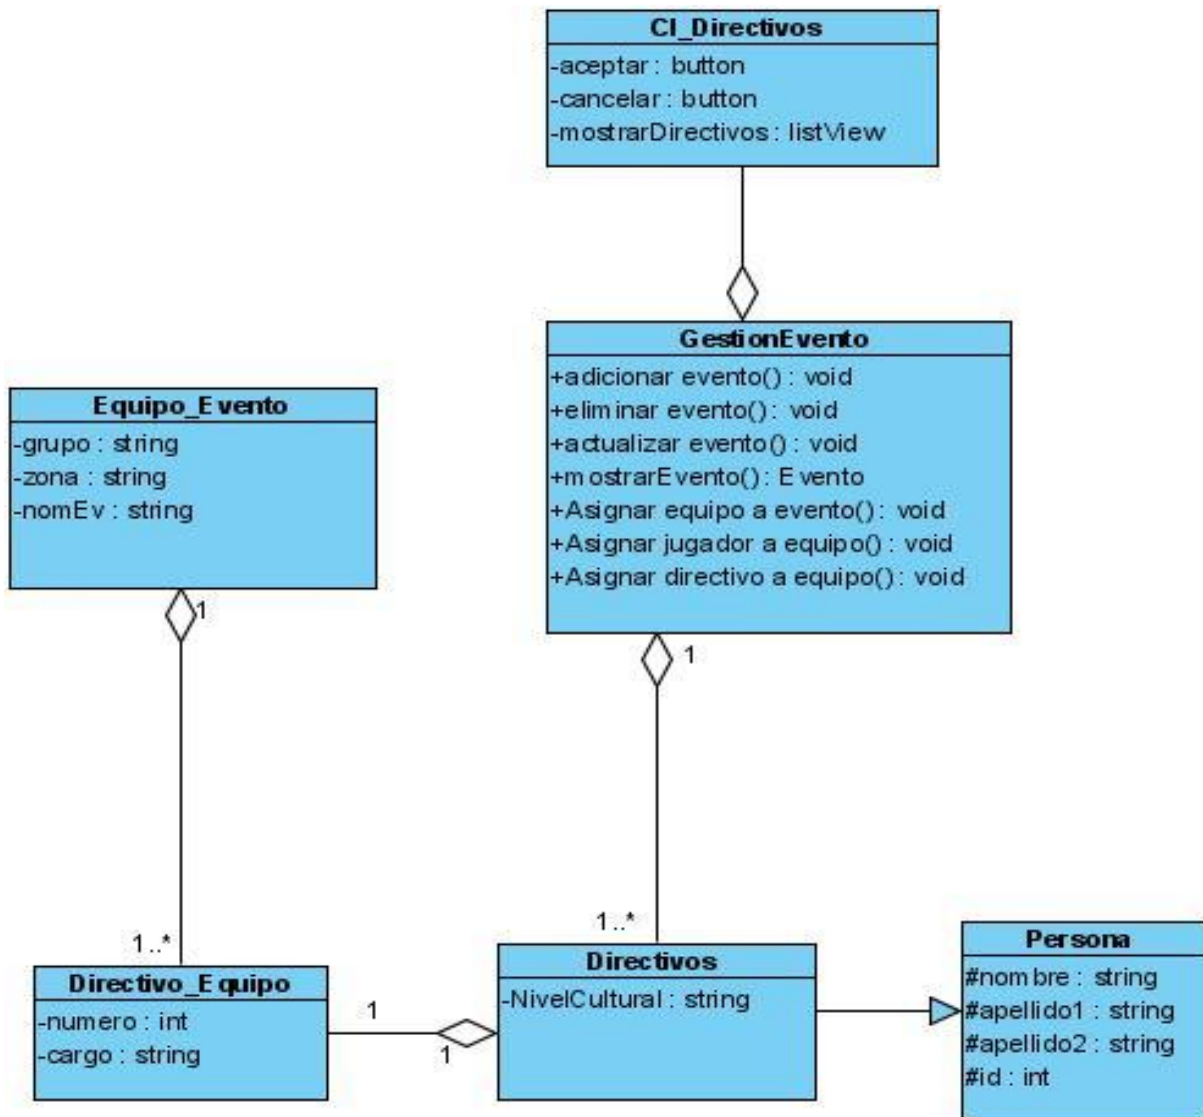 CI_Directivos
-aceptar : button
-cancelar : button
-mostrarDirectivos : listView
GestionEvento
+adicionar evento() : void
+eliminar evento() : void
+actualizar evento() : void
+mostrarEvento() : Evento
+Asignar equipo a evento() : void
+Asignar jugador a equipo() : void
+Asignar directivo a equipo() : void
Equipo_Evento
-grupo : string
-zona : string
-nomEv : string
1
1
1..*
1..*
Directivo_Equipo
-numero : int
-cargo : string
1
1
Directivos
-NivelCultural : string
Persona
#nombre : string
#apellido1 : string
#apellido2 : string
#id : int